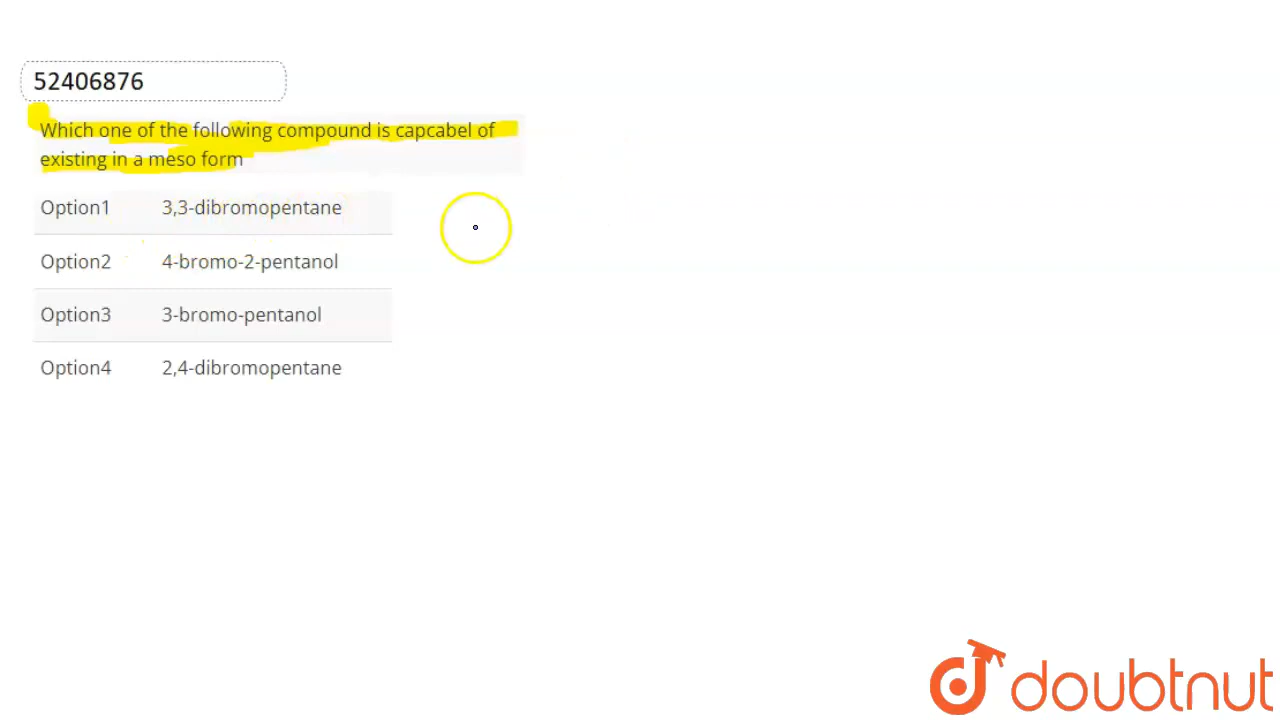 52406876
Which one of the following compound is capcabel of
existing in a meso form
Option1 3,3-dibromopentane
Option2 4-bromo-2-pentanol
Option3 3-bromo-pentanol
Option4 2,4-dibromopentane
doubtnut